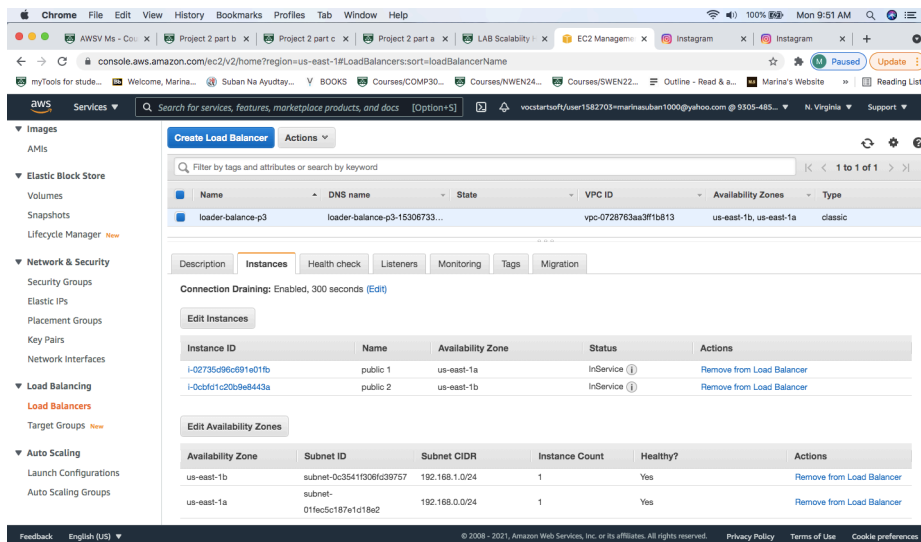 Chrome File Edit View History Bookmarks Profiles Tab Window Help 100% Mon 9:51 AM
AWSV Ms - Cou Project 2 part b Project 2 part c Project 2 part a LAB Scalability EC2 Manageme Instagram Instagram
console.aws.amazon.com/ec2/v2/home?region=us-east-1#LoadBalancers:sort=loadBalancerName M Paused Update
myTools for stude... Welcome, Marina... Suban Na Ayudtay... BOOKS Courses/COMP30... Courses/NWEN24... Courses/SWEN22... Outline - Read & a... Marina's Website » Reading List
aws Services Search for services, features, marketplace products, and docs [Option+S] vocstartsoft/user1582703=marinasuban1000@yahoo.com @ 9305-485... N. Virginia Support
Images
AMIs
Elastic Block Store
Volumes
Snapshots
Lifecycle Manager New
Network & Security
Security Groups
Elastic IPs
Placement Groups
Key Pairs
Network Interfaces
Load Balancing
Load Balancers
Target Groups New
Auto Scaling
Launch Configurations
Auto Scaling Groups
Create Load Balancer Actions
Filter by tags and attributes or search by keyword 1 to 1 of 1
Name DNS name State VPC ID Availability Zones Type
loader-balance-p3 loader-balance-p3-15306733... vpc-0728763aa3ff1b813 us-east-1b, us-east-1a classic
Description Instances Health check Listeners Monitoring Tags Migration
Connection Draining: Enabled, 300 seconds (Edit)
Edit Instances
Instance ID Name Availability Zone Status Actions
i-02735d96c691e01fb public 1 us-east-1a InService Remove from Load Balancer
i-0cbfd1c20b9e8443a public 2 us-east-1b InService Remove from Load Balancer
Edit Availability Zones
Availability Zone Subnet ID Subnet CIDR Instance Count Healthy? Actions
us-east-1b subnet-0c3541f306fd39757 192.168.1.0/24 1 Yes Remove from Load Balancer
us-east-1a subnet-01fec5c187e1d18e2 192.168.0.0/24 1 Yes Remove from Load Balancer
Feedback English (US) © 2008 - 2021, Amazon Web Services, Inc. or its affiliates. All rights reserved. Privacy Policy Terms of Use Cookie preferences